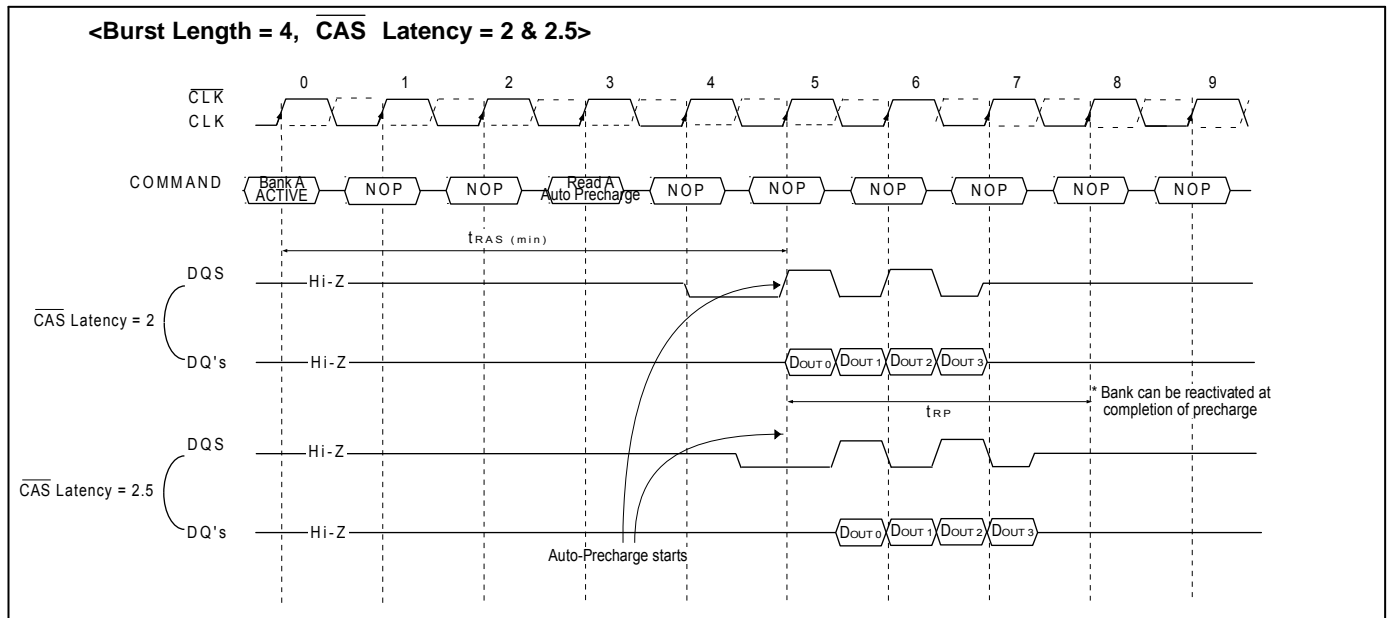 <Burst Length = 4, CAS Latency = 2 & 2.5>
0 1 2 3 4 5 6 7 8 9
CLK
CLK
COMMAND
Bank A
ACTIVE
NOP
NOP
Read A
Auto Precharge
NOP
NOP
NOP
NOP
NOP
NOP
tRAS (min)
DQS
Hi-Z
CAS Latency = 2
DQ's
Hi-Z
DOUT 0 DOUT 1 DOUT 2 DOUT 3
* Bank can be reactivated at
completion of precharge
tRP
DQS
Hi-Z
CAS Latency = 2.5
DQ's
Hi-Z
DOUT 0 DOUT 1 DOUT 2 DOUT 3
Auto-Precharge starts